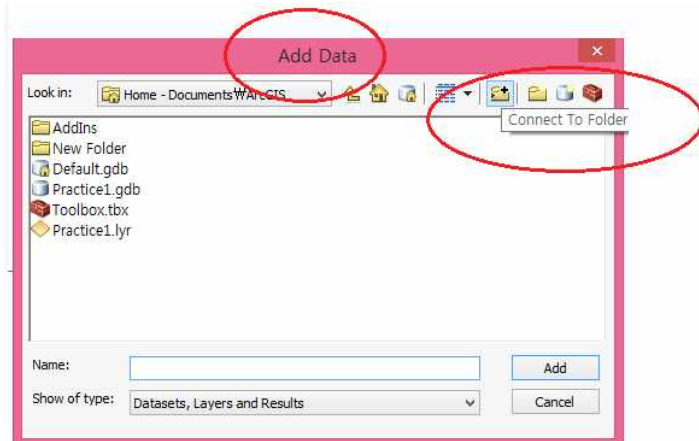 Add Data
Look in:
Home - Documents₩ArcGIS
Connect To Folder
AddIns
New Folder
Default.gdb
Practice1.gdb
Toolbox.tbx
Practice1.lyr
Name:
Add
Show of type:
Datasets, Layers and Results
Cancel